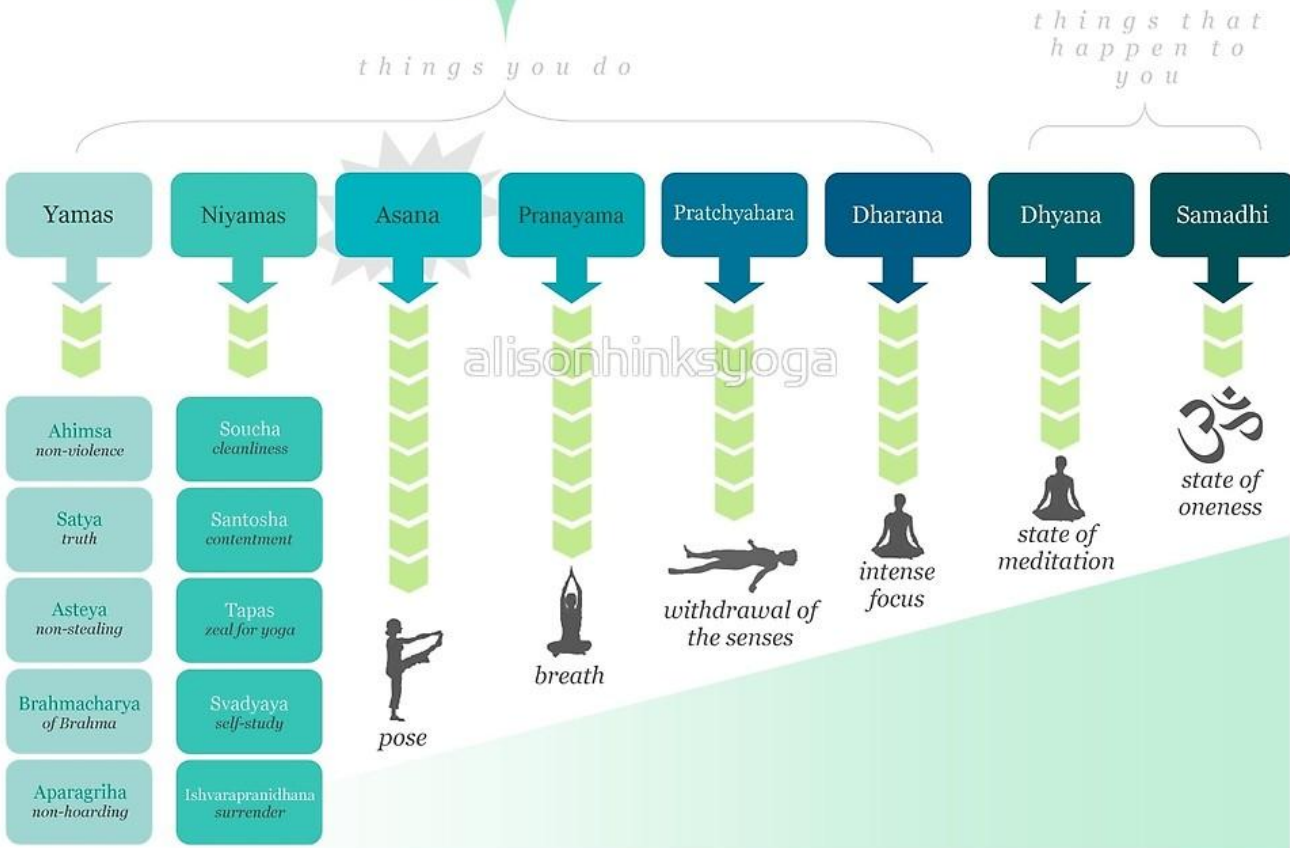 things you do
things that
happen to
you
Yamas
Niyamas
Asana
Pranayama
Pratchyahara
Dharana
Dhyana
Samadhi
alisonhinksyoga
Ahimsa
non-violence
Satya
truth
Asteya
non-stealing
Brahmacharya
of Brahma
Aparagriha
non-hoarding
Soucha
cleanliness
Santosha
contentment
Tapas
zeal for yoga
Svadyaya
self-study
Ishvarapranidhana
surrender
pose
breath
withdrawal of
the senses
intense
focus
state of
meditation
ॐ
state of
oneness